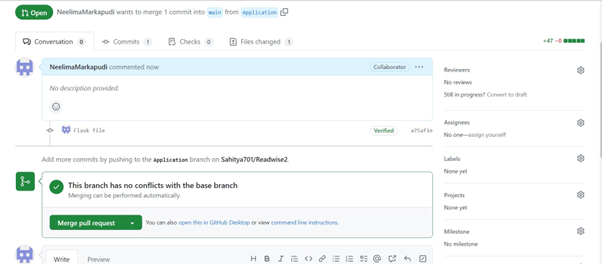 Open NeelimaMarkapudi wants to merge 1 commit into main from Application
Conversation 0 Commits 1 Checks 0 Files changed 1 +47 −0
NeelimaMarkapudi commented now Collaborator ...
No description provided.
flask file Verified a75af1e
Add more commits by pushing to the Application branch on Sahitya701/Readwise2.
This branch has no conflicts with the base branch
Merging can be performed automatically.
Merge pull request You can also open this in GitHub Desktop or view command line instructions.
Write Preview H B I
Reviewers
No reviews
Still in progress? Convert to draft
Assignees
No one—assign yourself
Labels
None yet
Projects
None yet
Milestone
No milestone